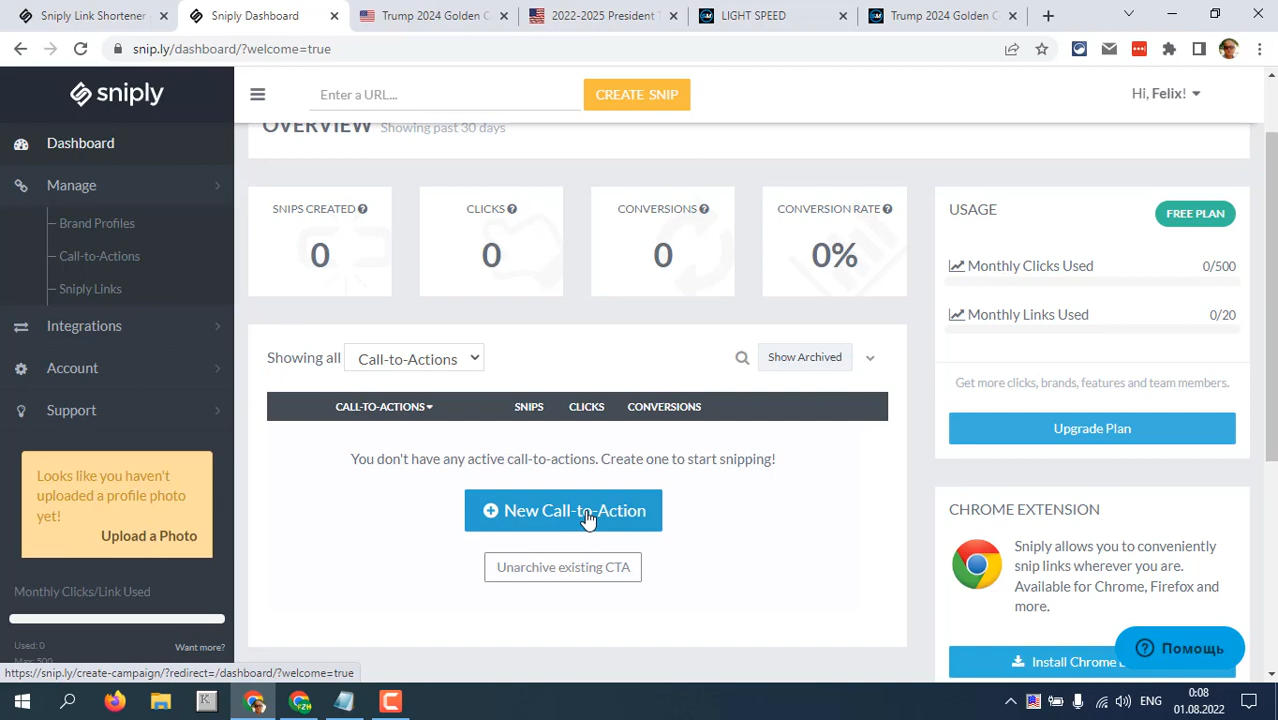 Sniply Link Shortener
Sniply Dashboard
Trump 2024 Golden C
2022-2025 President T
LIGHT SPEED
Trump 2024 Golden C
snip.ly/dashboard/?welcome=true
sniply
Enter a URL...
CREATE SNIP
Hi, Felix!
Dashboard
Manage
Brand Profiles
Call-to-Actions
Sniply Links
Integrations
Account
Support
Looks like you haven't
uploaded a profile photo
yet!
Upload a Photo
Monthly Clicks/Link Used
Used: 0
Want more?
Max: 500
OVERVIEW Showing past 30 days
SNIPS CREATED
0
CLICKS
0
CONVERSIONS
0
CONVERSION RATE
0%
USAGE
FREE PLAN
Monthly Clicks Used 0/500
Monthly Links Used 0/20
Get more clicks, brands, features and team members.
Upgrade Plan
Showing all Call-to-Actions
Show Archived
CALL-TO-ACTIONS SNIPS CLICKS CONVERSIONS
You don't have any active call-to-actions. Create one to start snipping!
New Call-to-Action
Unarchive existing CTA
CHROME EXTENSION
Sniply allows you to conveniently
snip links wherever you are.
Available for Chrome, Firefox and
more.
Install Chrome
Помощь
https://snip.ly/create-campaign/?redirect=/dashboard/?welcome=true
K
ZH
ENG
0:08
01.08.2022